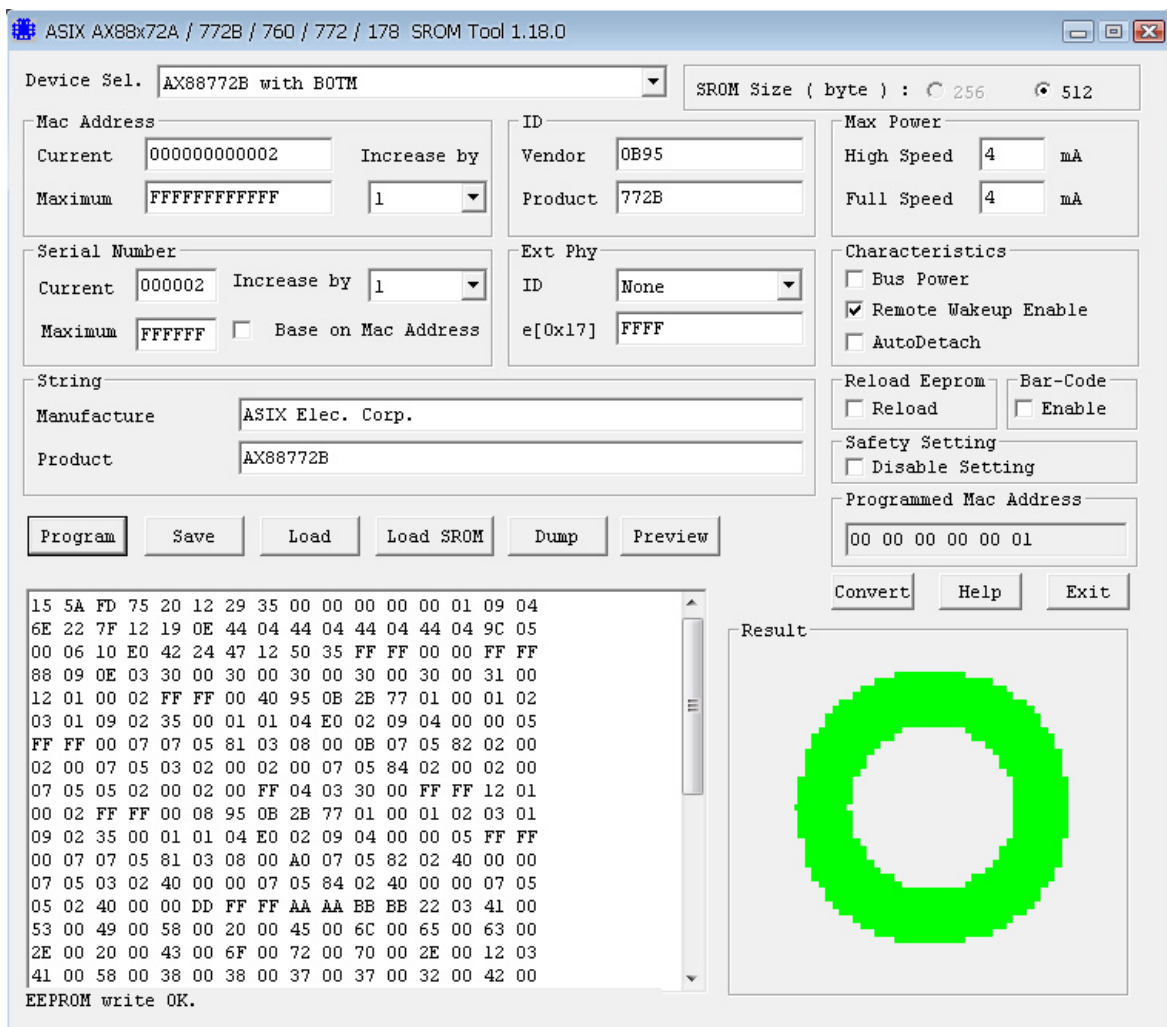 ASIX AX88x72A / 772B / 760 / 772 / 178 SROM Tool 1.18.0
Device Sel. AX88772B with BOTM
SROM Size ( byte ) : 256 512
Mac Address
Current 000000000002 Increase by
Maximum FFFFFFFFFFFF 1
ID
Vendor 0B95
Product 772B
Max Power
High Speed 4 mA
Full Speed 4 mA
Serial Number
Current 000002 Increase by 1
Maximum FFFFFF Base on Mac Address
Ext Phy
ID None
e[0x17] FFFF
Characteristics
Bus Power
Remote Wakeup Enable
AutoDetach
String
Manufacture ASIX Elec. Corp.
Product AX88772B
Reload Eeprom
Reload
Bar-Code
Enable
Safety Setting
Disable Setting
Programmed Mac Address
00 00 00 00 00 01
Program Save Load Load SROM Dump Preview
Convert Help Exit
15 5A FD 75 20 12 29 35 00 00 00 00 00 01 09 04
6E 22 7F 12 19 0E 44 04 44 04 44 04 44 04 9C 05
00 06 10 E0 42 24 47 12 50 35 FF FF 00 00 FF FF
88 09 0E 03 30 00 30 00 30 00 30 00 30 00 31 00
12 01 00 02 FF FF 00 40 95 0B 2B 77 01 00 01 02
03 01 09 02 35 00 01 01 04 E0 02 09 04 00 00 05
FF FF 00 07 07 05 81 03 08 00 0B 07 05 82 02 00
02 00 07 05 03 02 00 02 00 07 05 84 02 00 02 00
07 05 05 02 00 02 00 FF 04 03 30 00 FF FF 12 01
00 02 FF FF 00 08 95 0B 2B 77 01 00 01 02 03 01
09 02 35 00 01 01 04 E0 02 09 04 00 00 05 FF FF
00 07 07 05 81 03 08 00 A0 07 05 82 02 40 00 00
07 05 03 02 40 00 00 07 05 84 02 40 00 00 07 05
05 02 40 00 00 DD FF FF AA AA BB BB 22 03 41 00
53 00 49 00 58 00 20 00 45 00 6C 00 65 00 63 00
2E 00 20 00 43 00 6F 00 72 00 70 00 2E 00 12 03
41 00 58 00 38 00 38 00 37 00 37 00 32 00 42 00
Result
EEPROM write OK.